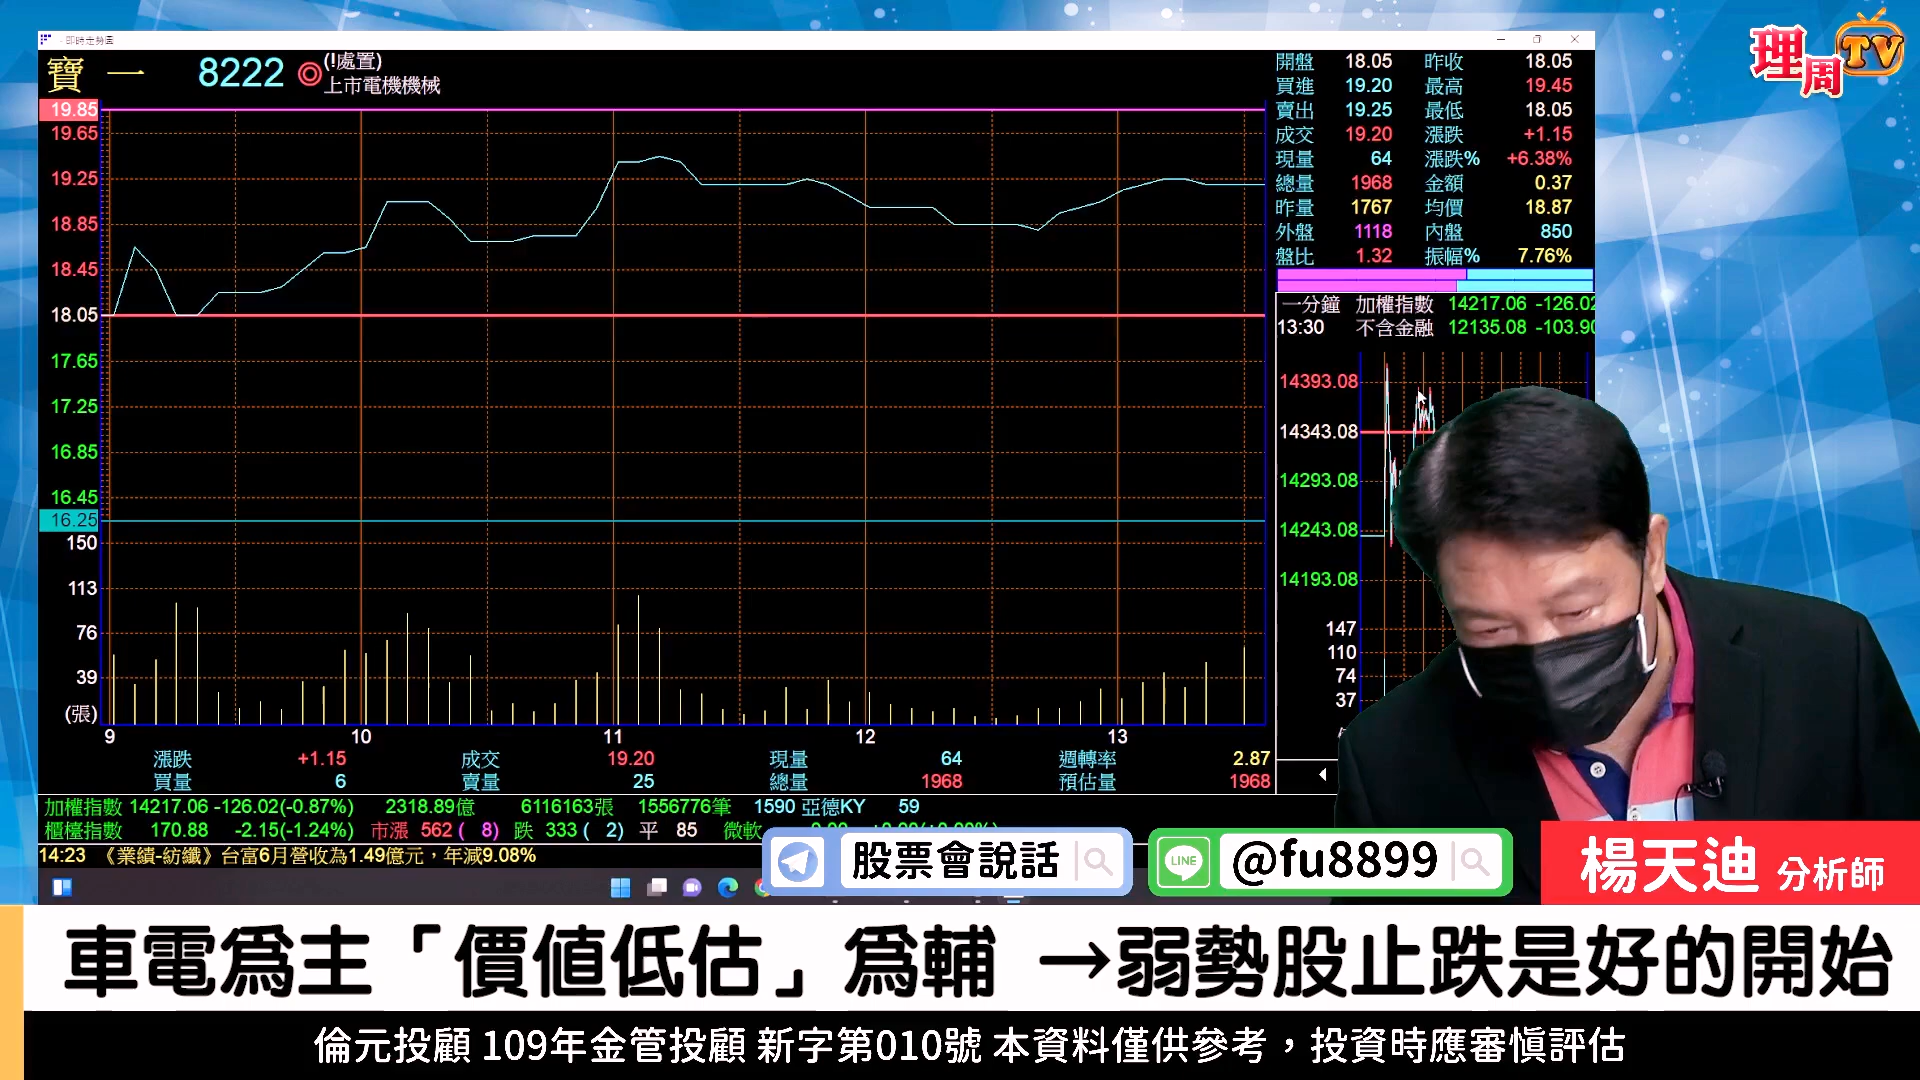 即時走勢圖
理周TV
寶一 8222 ◎ (!處置)
上市電機機械
19.85
19.65
19.25
18.85
18.45
18.05
17.65
17.25
16.85
16.45
16.25
150
113
76
39
(張)
9 10 11 12 13
漲跌 +1.15 成交 19.20 現量 64 週轉率 2.87
買量 6 賣量 25 總量 1968 預估量 1968
開盤 18.05 昨收 18.05
買進 19.20 最高 19.45
賣出 19.25 最低 18.05
成交 19.20 漲跌 +1.15
現量 64 漲跌% +6.38%
總量 1968 金額 0.37
昨量 1767 均價 18.87
外盤 1118 內盤 850
盤比 1.32 振幅% 7.76%
一分鐘 加權指數 14217.06 -126.02
13:30 不含金融 12135.08 -103.90
14393.08
14343.08
14293.08
14243.08
14193.08
147
110
74
37
加權指數 14217.06 -126.02(-0.87%) 2318.89億 6116163張 1556776筆 1590 亞德KY 59
櫃檯指數 170.88 -2.15(-1.24%) 市漲 562( 8) 跌 333( 2) 平 85 微軟
14:23 《業績-紡纖》台富6月營收為1.49億元，年減9.08%
股票會說話
LINE @fu8899
楊天迪 分析師
車電為主「價值低估」為輔 →弱勢股止跌是好的開始
倫元投顧 109年金管投顧 新字第010號 本資料僅供參考，投資時應審慎評估